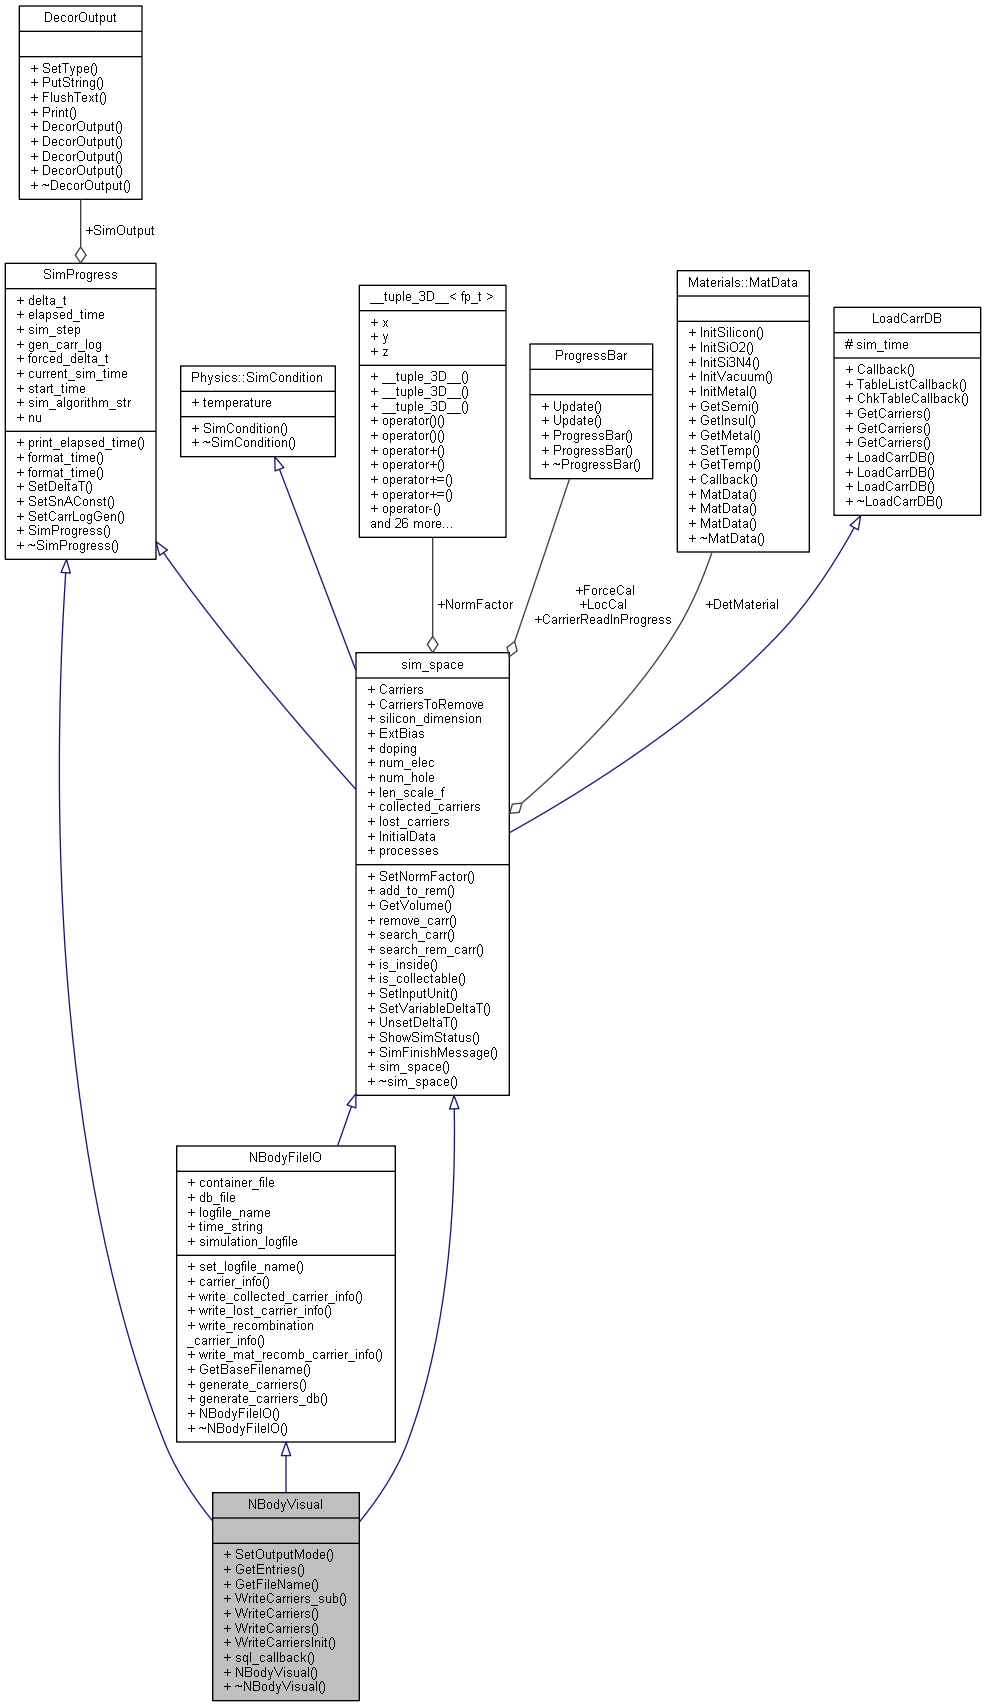 DecorOutput
+ SetType()
+ PutString()
+ FlushText()
+ Print()
+ DecorOutput()
+ DecorOutput()
+ DecorOutput()
+ DecorOutput()
+ ~DecorOutput()
+SimOutput
SimProgress
+ delta_t
+ elapsed_time
+ sim_step
+ gen_carr_log
+ forced_delta_t
+ current_sim_time
+ start_time
+ sim_algorithm_str
+ nu
+ print_elapsed_time()
+ format_time()
+ format_time()
+ SetDeltaT()
+ SetSnAConst()
+ SetCarrLogGen()
+ SimProgress()
+ ~SimProgress()
Physics::SimCondition
+ temperature
+ SimCondition()
+ ~SimCondition()
__tuple_3D__< fp_t >
+ x
+ y
+ z
+ __tuple_3D__()
+ __tuple_3D__()
+ __tuple_3D__()
+ operator()()
+ operator()()
+ operator+()
+ operator+()
+ operator+=()
+ operator+=()
+ operator-()
and 26 more...
ProgressBar
+ Update()
+ Update()
+ ProgressBar()
+ ProgressBar()
+ ~ProgressBar()
Materials::MatData
+ InitSilicon()
+ InitSiO2()
+ InitSi3N4()
+ InitVacuum()
+ InitMetal()
+ GetSemi()
+ GetInsul()
+ GetMetal()
+ SetTemp()
+ GetTemp()
+ Callback()
+ MatData()
+ MatData()
+ MatData()
+ ~MatData()
LoadCarrDB
# sim_time
+ Callback()
+ TableListCallback()
+ ChkTableCallback()
+ GetCarriers()
+ GetCarriers()
+ GetCarriers()
+ LoadCarrDB()
+ LoadCarrDB()
+ LoadCarrDB()
+ ~LoadCarrDB()
+NormFactor
+ForceCal
+LocCal
+CarrierReadInProgress
+DetMaterial
sim_space
+ Carriers
+ CarriersToRemove
+ silicon_dimension
+ ExtBias
+ doping
+ num_elec
+ num_hole
+ len_scale_f
+ collected_carriers
+ lost_carriers
+ InitialData
+ processes
+ SetNormFactor()
+ add_to_rem()
+ GetVolume()
+ remove_carr()
+ search_carr()
+ search_rem_carr()
+ is_inside()
+ is_collectable()
+ SetInputUnit()
+ SetVariableDeltaT()
+ UnsetDeltaT()
+ ShowSimStatus()
+ SimFinishMessage()
+ sim_space()
+ ~sim_space()
NBodyFileIO
+ container_file
+ db_file
+ logfile_name
+ time_string
+ simulation_logfile
+ set_logfile_name()
+ carrier_info()
+ write_collected_carrier_info()
+ write_lost_carrier_info()
+ write_recombination
_carrier_info()
+ write_mat_recomb_carrier_info()
+ GetBaseFilename()
+ generate_carriers()
+ generate_carriers_db()
+ NBodyFileIO()
+ ~NBodyFileIO()
NBodyVisual
+ SetOutputMode()
+ GetEntries()
+ GetFileName()
+ WriteCarriers_sub()
+ WriteCarriers()
+ WriteCarriers()
+ WriteCarriersInit()
+ sql_callback()
+ NBodyVisual()
+ ~NBodyVisual()